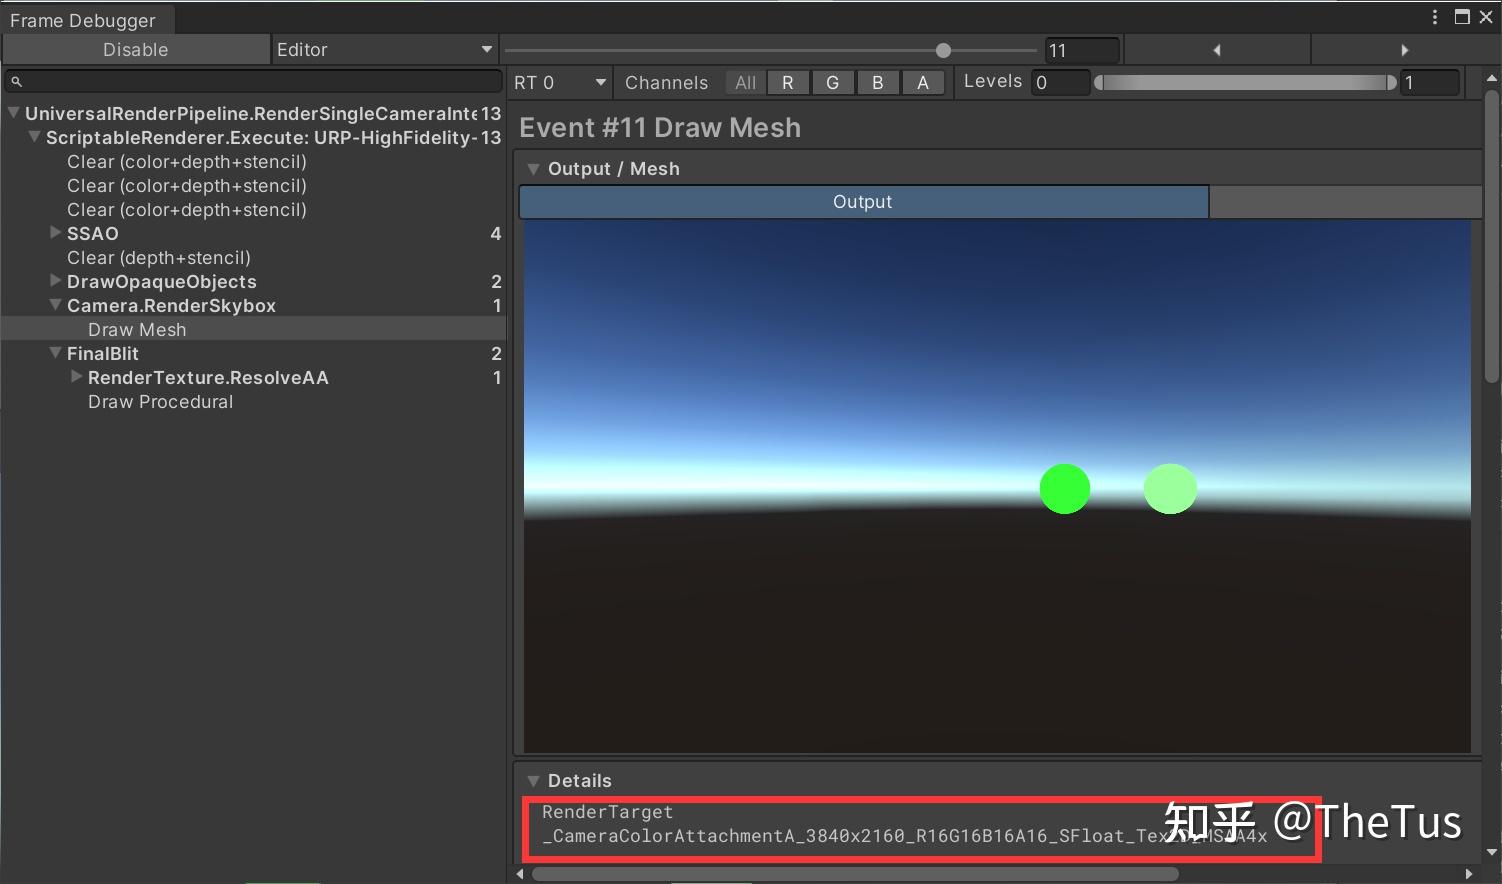 Frame Debugger
Disable
Editor
11
RT 0
Channels
All
R
G
B
A
Levels
0
1
UniversalRenderPipeline.RenderSingleCameraInte 13
ScriptableRenderer.Execute: URP-HighFidelity- 13
Clear (color+depth+stencil)
Clear (color+depth+stencil)
Clear (color+depth+stencil)
SSAO 4
Clear (depth+stencil)
DrawOpaqueObjects 2
Camera.RenderSkybox 1
Draw Mesh
FinalBlit 2
RenderTexture.ResolveAA 1
Draw Procedural
Event #11 Draw Mesh
Output / Mesh
Output
Details
RenderTarget
_CameraColorAttachmentA_3840x2160_R16G16B16A16_SFloat_Tex2D_MSAA4x
知乎 @TheTus